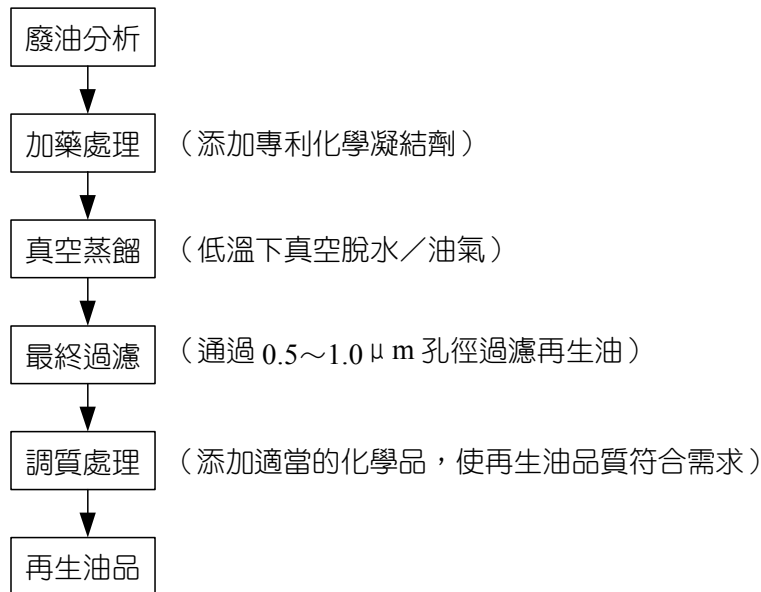 廢油分析
加藥處理（添加專利化學凝結劑）
真空蒸餾（低溫下真空脫水／油氣）
最終過濾（通過 0.5～1.0 μm 孔徑過濾再生油）
調質處理（添加適當的化學品，使再生油品質符合需求）
再生油品